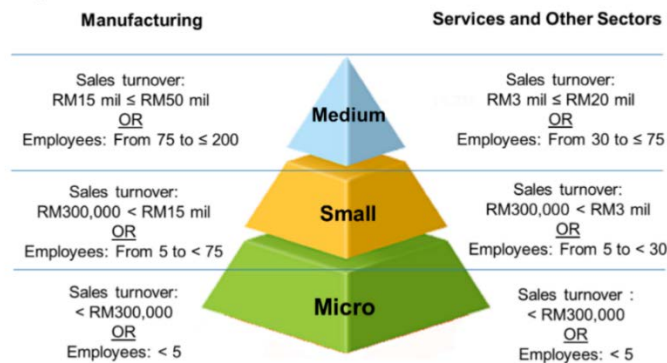 Manufacturing
Services and Other Sectors
Sales turnover:
RM15 mil ≤ RM50 mil
OR
Employees: From 75 to ≤ 200
Medium
Sales turnover:
RM3 mil ≤ RM20 mil
OR
Employees: From 30 to ≤ 75
Sales turnover:
RM300,000 < RM15 mil
OR
Employees: From 5 to < 75
Small
Sales turnover:
RM300,000 < RM3 mil
OR
Employees: From 5 to < 30
Sales turnover:
< RM300,000
OR
Employees: < 5
Micro
Sales turnover :
< RM300,000
OR
Employees: < 5